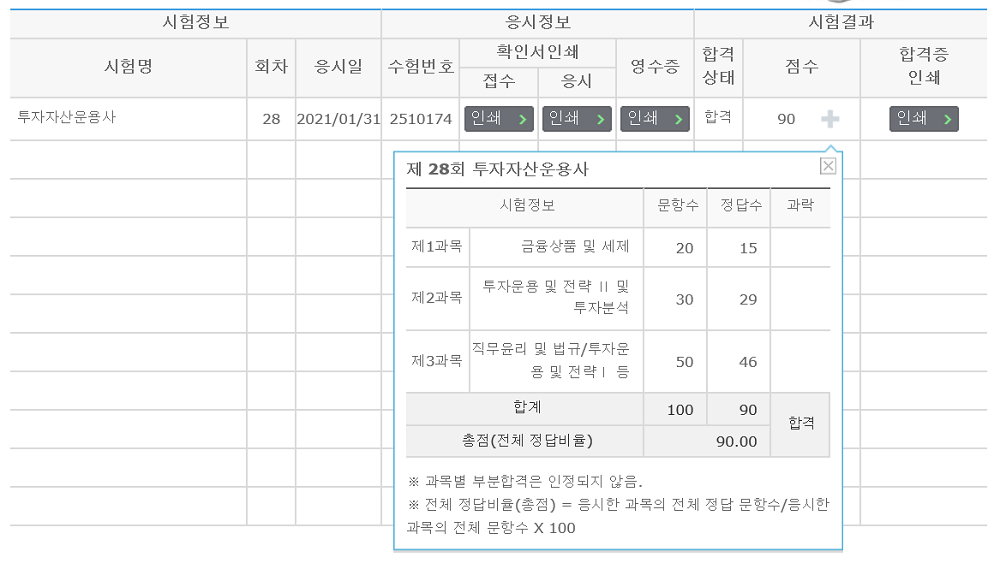 시험정보 응시정보 시험결과
시험명 회차 응시일 수험번호 확인서인쇄 영수증 합격상태 점수 합격증 인쇄
접수 응시
투자자산운용사 28 2021/01/31 2510174 인쇄 인쇄 인쇄 합격 90 인쇄
제 28회 투자자산운용사
시험정보 문항수 정답수 과락
제1과목 금융상품 및 세제 20 15
제2과목 투자운용 및 전략 II 및
투자분석 30 29
제3과목 직무윤리 및 법규/투자운
용 및 전략 I 등 50 46
합계 100 90 합격
총점(전체 정답비율) 90.00
※ 과목별 부분합격은 인정되지 않음.
※ 전체 정답비율(총점) = 응시한 과목의 전체 정답 문항수/응시한
과목의 전체 문항수 X 100